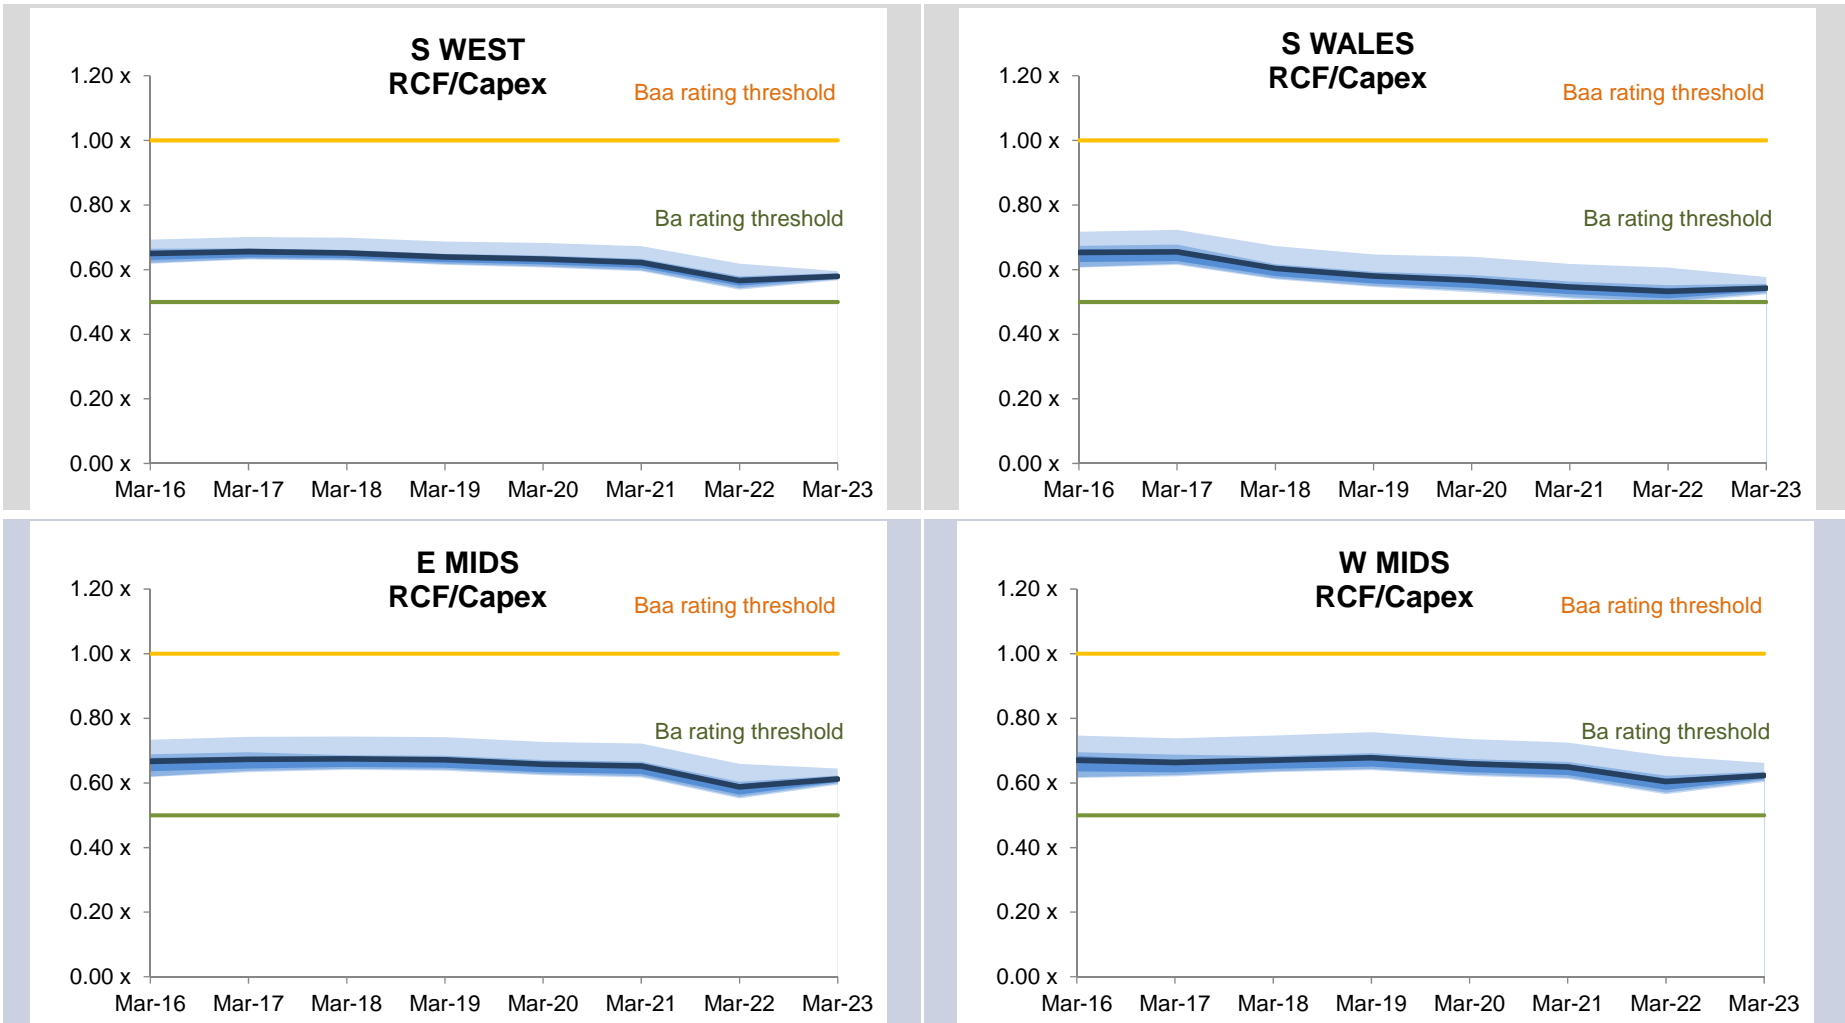 S WEST
RCF/Capex
Baa rating threshold
Ba rating threshold
1.20 x
1.00 x
0.80 x
0.60 x
0.40 x
0.20 x
0.00 x
Mar-16 Mar-17 Mar-18 Mar-19 Mar-20 Mar-21 Mar-22 Mar-23
S WALES
RCF/Capex
Baa rating threshold
Ba rating threshold
1.20 x
1.00 x
0.80 x
0.60 x
0.40 x
0.20 x
0.00 x
Mar-16 Mar-17 Mar-18 Mar-19 Mar-20 Mar-21 Mar-22 Mar-23
E MIDS
RCF/Capex
Baa rating threshold
Ba rating threshold
1.20 x
1.00 x
0.80 x
0.60 x
0.40 x
0.20 x
0.00 x
Mar-16 Mar-17 Mar-18 Mar-19 Mar-20 Mar-21 Mar-22 Mar-23
W MIDS
RCF/Capex
Baa rating threshold
Ba rating threshold
1.20 x
1.00 x
0.80 x
0.60 x
0.40 x
0.20 x
0.00 x
Mar-16 Mar-17 Mar-18 Mar-19 Mar-20 Mar-21 Mar-22 Mar-23